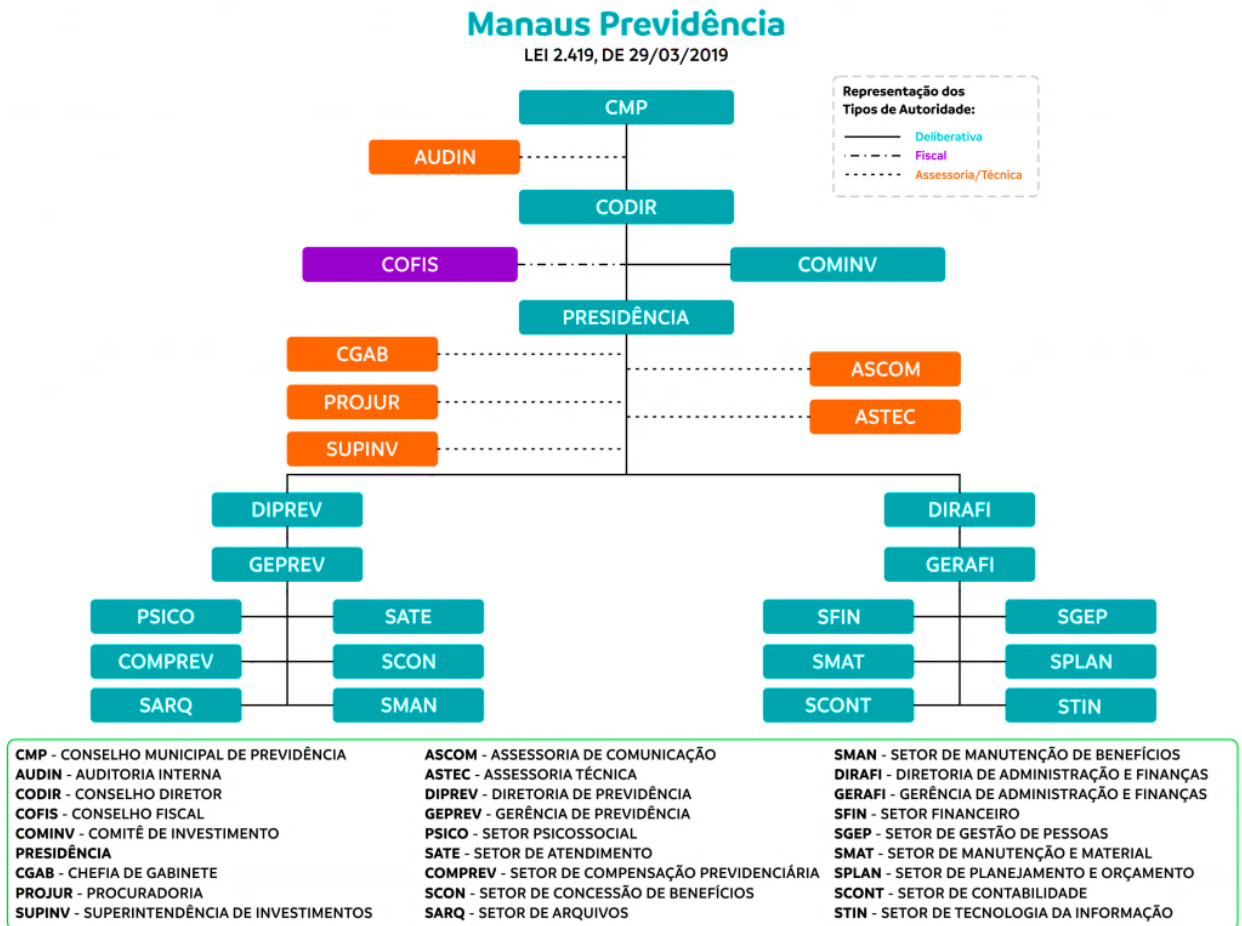 Manaus Previdência
LEI 2.419, DE 29/03/2019
Representação dos
Tipos de Autoridade:
Deliberativa
Fiscal
Assessoria/Técnica
CMP
AUDIN
CODIR
COFIS
COMINV
PRESIDÊNCIA
CGAB
ASCOM
PROJUR
ASTEC
SUPINV
DIPREV
DIRAFI
GEPREV
GERAFI
PSICO
SATE
SFIN
SGEP
COMPREV
SCON
SMAT
SPLAN
SARQ
SMAN
SCONT
STIN
CMP - CONSELHO MUNICIPAL DE PREVIDÊNCIA
AUDIN - AUDITORIA INTERNA
CODIR - CONSELHO DIRETOR
COFIS - CONSELHO FISCAL
COMINV - COMITÊ DE INVESTIMENTO
PRESIDÊNCIA
CGAB - CHEFIA DE GABINETE
PROJUR - PROCURADORIA
SUPINV - SUPERINTENDÊNCIA DE INVESTIMENTOS
ASCOM - ASSESSORIA DE COMUNICAÇÃO
ASTEC - ASSESSORIA TÉCNICA
DIPREV - DIRETORIA DE PREVIDÊNCIA
GEPREV - GERÊNCIA DE PREVIDÊNCIA
PSICO - SETOR PSICOSSOCIAL
SATE - SETOR DE ATENDIMENTO
COMPREV - SETOR DE COMPENSAÇÃO PREVIDENCIÁRIA
SCON - SETOR DE CONCESSÃO DE BENEFÍCIOS
SARQ - SETOR DE ARQUIVOS
SMAN - SETOR DE MANUTENÇÃO DE BENEFÍCIOS
DIRAFI - DIRETORIA DE ADMINISTRAÇÃO E FINANÇAS
GERAFI - GERÊNCIA DE ADMINISTRAÇÃO E FINANÇAS
SFIN - SETOR FINANCEIRO
SGEP - SETOR DE GESTÃO DE PESSOAS
SMAT - SETOR DE MANUTENÇÃO E MATERIAL
SPLAN - SETOR DE PLANEJAMENTO E ORÇAMENTO
SCONT - SETOR DE CONTABILIDADE
STIN - SETOR DE TECNOLOGIA DA INFORMAÇÃO